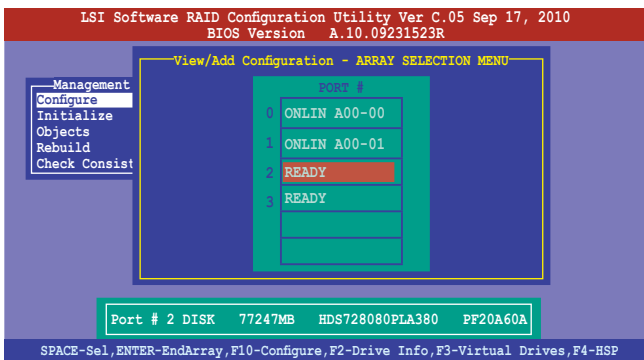 LSI Software RAID Configuration Utility Ver C.05 Sep 17, 2010
BIOS Version A.10.09231523R
View/Add Configuration - ARRAY SELECTION MENU
Management
Configure
Initialize
Objects
Rebuild
Check Consist
PORT #
0 ONLIN A00-00
1 ONLIN A00-01
2 READY
3 READY
Port # 2 DISK 77247MB HDS728080PLA380 PF20A60A
SPACE-Sel,ENTER-EndArray,F10-Configure,F2-Drive Info,F3-Virtual Drives,F4-HSP